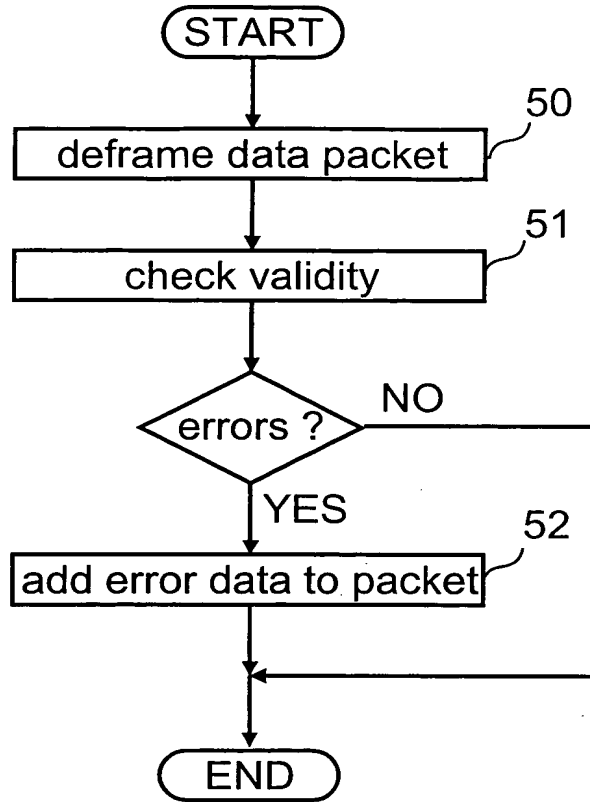 START
50
deframe data packet
51
check validity
errors ?
NO
YES
52
add error data to packet
END